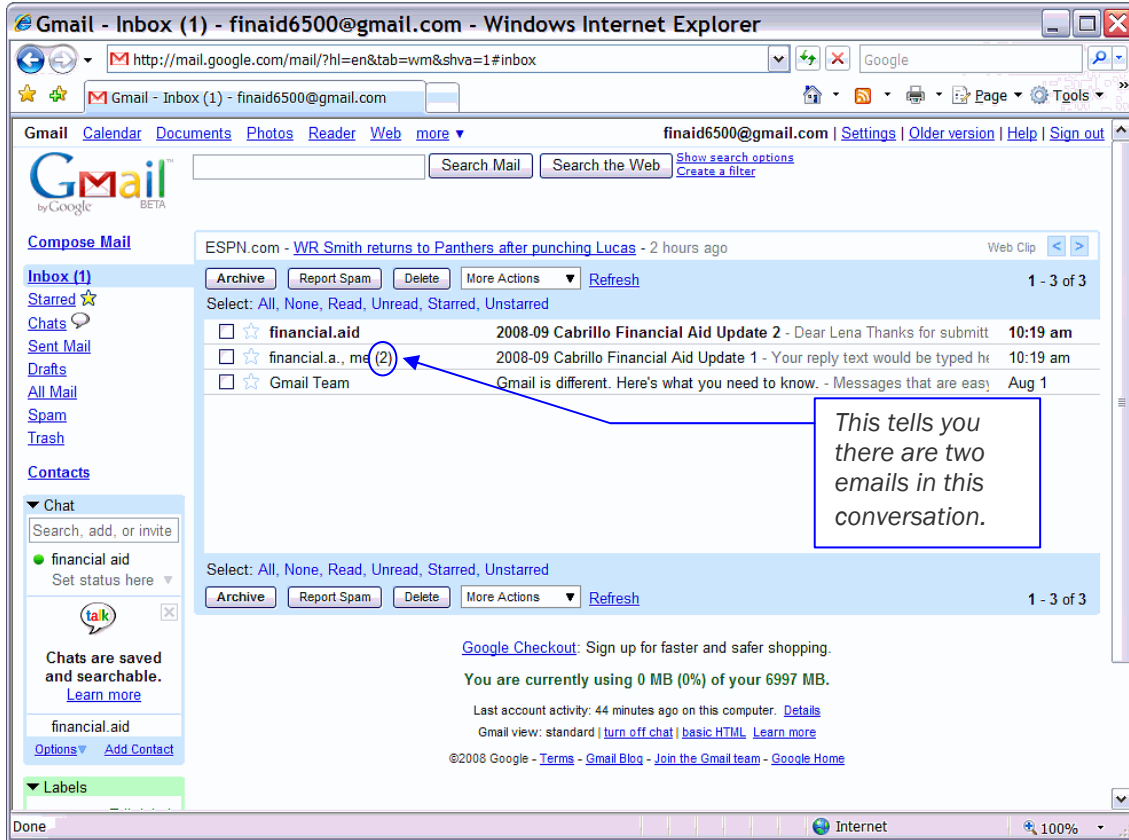 Gmail - Inbox (1) - finaid6500@gmail.com - Windows Internet Explorer
http://mail.google.com/mail/?hl=en&tab=wm&shva=1#inbox
Google
Gmail - Inbox (1) - finaid6500@gmail.com
Page
Tools
Gmail Calendar Documents Photos Reader Web more ▼
finaid6500@gmail.com | Settings | Older version | Help | Sign out
Gmail™
by Google BETA
Search Mail
Search the Web
Show search options
Create a filter
Compose Mail
Inbox (1)
Starred
Chats
Sent Mail
Drafts
All Mail
Spam
Trash
Contacts
ESPN.com - WR Smith returns to Panthers after punching Lucas - 2 hours ago
Web Clip < >
Archive Report Spam Delete More Actions ▼ Refresh
1 - 3 of 3
Select: All, None, Read, Unread, Starred, Unstarred
financial.aid 2008-09 Cabrillo Financial Aid Update 2 - Dear Lena Thanks for submitt 10:19 am
financial.a., me (2) 2008-09 Cabrillo Financial Aid Update 1 - Your reply text would be typed he 10:19 am
Gmail Team Gmail is different. Here's what you need to know. - Messages that are easy Aug 1
This tells you
there are two
emails in this
conversation.
Select: All, None, Read, Unread, Starred, Unstarred
Archive Report Spam Delete More Actions ▼ Refresh
1 - 3 of 3
▼ Chat
Search, add, or invite
financial aid
Set status here ▼
talk
Chats are saved
and searchable.
Learn more
financial.aid
Options▼ Add Contact
▼ Labels
Google Checkout: Sign up for faster and safer shopping.
You are currently using 0 MB (0%) of your 6997 MB.
Last account activity: 44 minutes ago on this computer. Details
Gmail view: standard | turn off chat | basic HTML Learn more
©2008 Google - Terms - Gmail Blog - Join the Gmail team - Google Home
Done
Internet
100%